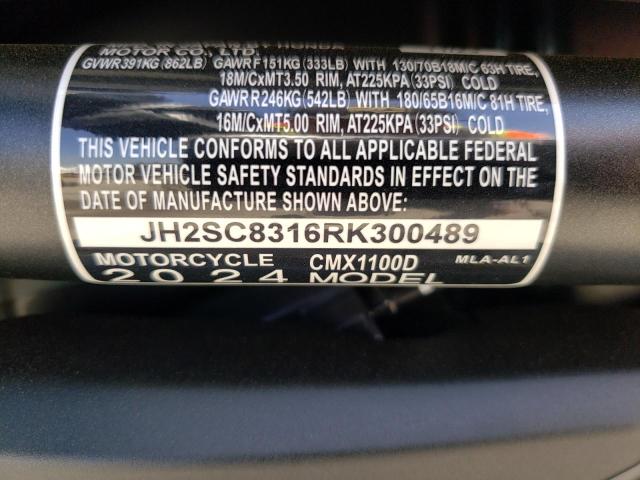 MOTOR CO., LTD.
GVWR391KG (862LB) GAWR F151KG (333LB) WITH 130/70B18M/C 63H TIRE,
18M/CxMT3.50 RIM, AT225KPA (33PSI) COLD
GAWR R246KG (542LB) WITH 180/65B16M/C 81H TIRE,
16M/CxMT5.00 RIM, AT225KPA (33PSI) COLD
THIS VEHICLE CONFORMS TO ALL APPLICABLE FEDERAL
MOTOR VEHICLE SAFETY STANDARDS IN EFFECT ON THE
DATE OF MANUFACTURE SHOWN ABOVE.
JH2SC8316RK300489
MOTORCYCLE CMX1100D MLA-AL1
2024 MODEL